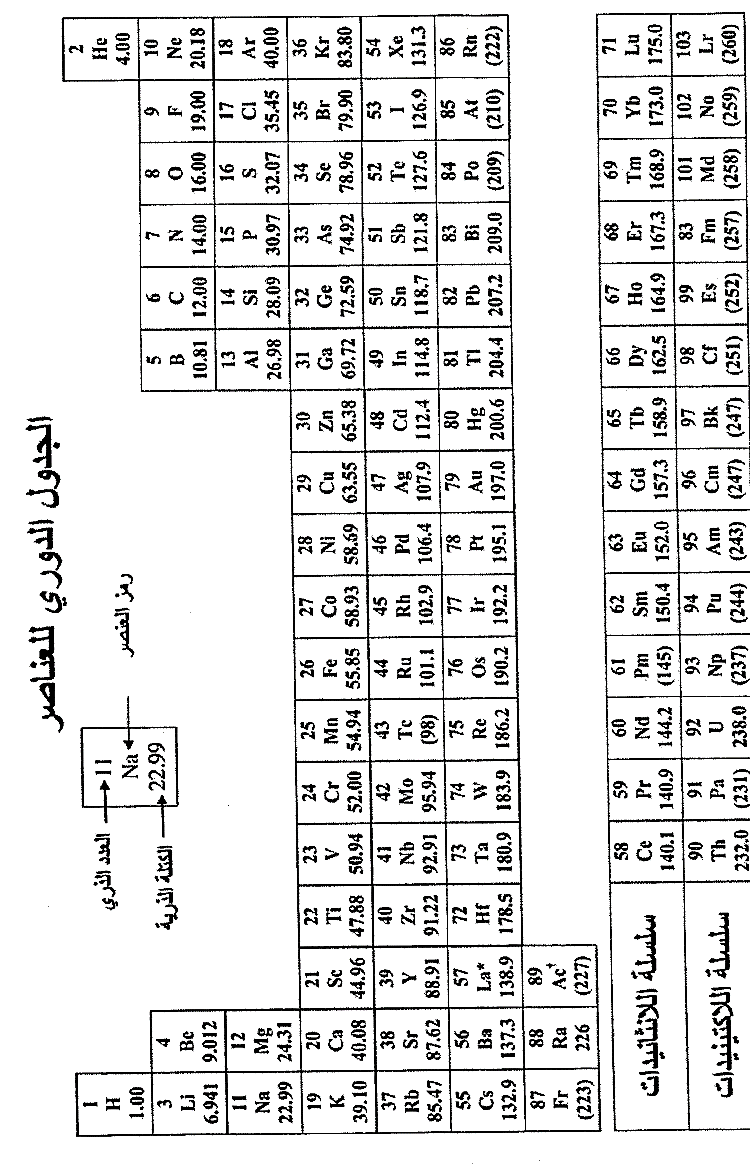 الجدول الدوري للعناصر
العدد الذري
11
Na
رمز العنصر
22.99
الكتلة الذرية
1 H 1.00
2 He 4.00
3 Li 6.941
4 Be 9.012
5 B 10.81
6 C 12.00
7 N 14.00
8 O 16.00
9 F 19.00
10 Ne 20.18
11 Na 22.99
12 Mg 24.31
13 Al 26.98
14 Si 28.09
15 P 30.97
16 S 32.07
17 Cl 35.45
18 Ar 40.00
19 K 39.10
20 Ca 40.08
21 Sc 44.96
22 Ti 47.88
23 V 50.94
24 Cr 52.00
25 Mn 54.94
26 Fe 55.85
27 Co 58.93
28 Ni 58.69
29 Cu 63.55
30 Zn 65.38
31 Ga 69.72
32 Ge 72.59
33 As 74.92
34 Se 78.96
35 Br 79.90
36 Kr 83.80
37 Rb 85.47
38 Sr 87.62
39 Y 88.91
40 Zr 91.22
41 Nb 92.91
42 Mo 95.94
43 Tc (98)
44 Ru 101.1
45 Rh 102.9
46 Pd 106.4
47 Ag 107.9
48 Cd 112.4
49 In 114.8
50 Sn 118.7
51 Sb 121.8
52 Te 127.6
53 I 126.9
54 Xe 131.3
55 Cs 132.9
56 Ba 137.3
57 La* 138.9
72 Hf 178.5
73 Ta 180.9
74 W 183.9
75 Re 186.2
76 Os 190.2
77 Ir 192.2
78 Pt 195.1
79 Au 197.0
80 Hg 200.6
81 Tl 204.4
82 Pb 207.2
83 Bi 209.0
84 Po (209)
85 At (210)
86 Rn (222)
87 Fr (223)
88 Ra 226
89 Ac† (227)
سلسلة اللانثانيدات
58 Ce 140.1
59 Pr 140.9
60 Nd 144.2
61 Pm (145)
62 Sm 150.4
63 Eu 152.0
64 Gd 157.3
65 Tb 158.9
66 Dy 162.5
67 Ho 164.9
68 Er 167.3
69 Tm 168.9
70 Yb 173.0
71 Lu 175.0
سلسلة اللاكتينيدات
90 Th 232.0
91 Pa (231)
92 U 238.0
93 Np (237)
94 Pu (244)
95 Am (243)
96 Cm (247)
97 Bk (247)
98 Cf (251)
99 Es (252)
83 Fm (257)
101 Md (258)
102 No (259)
103 Lr (260)